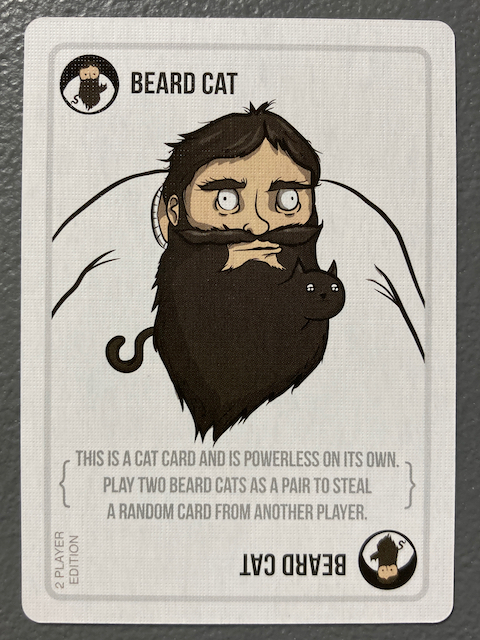 BEARD CAT
THIS IS A CAT CARD AND IS POWERLESS ON ITS OWN.
PLAY TWO BEARD CATS AS A PAIR TO STEAL
A RANDOM CARD FROM ANOTHER PLAYER.
2 PLAYER
EDITION
BEARD CAT